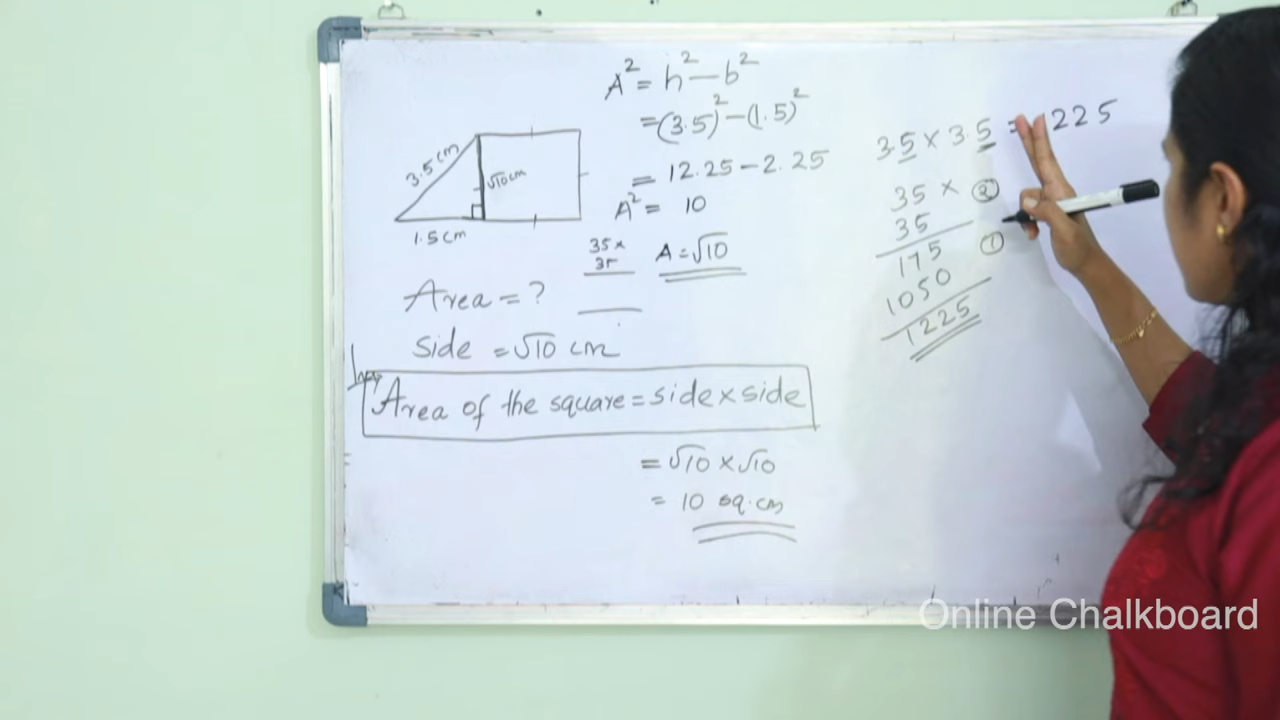 A² = h² - b²
= (3.5)² - (1.5)²
= 12.25 - 2.25
A² = 10
A = √10
3.5 cm
√10 cm
1.5 cm
35 ×
35
Area = ?
Side = √10 cm
Area of the square = side × side
= √10 × √10
= 10 sq.cm
3.5 × 3.5 = 1225
35 × ②
35
175 ①
1050
1225
Online Chalkboard